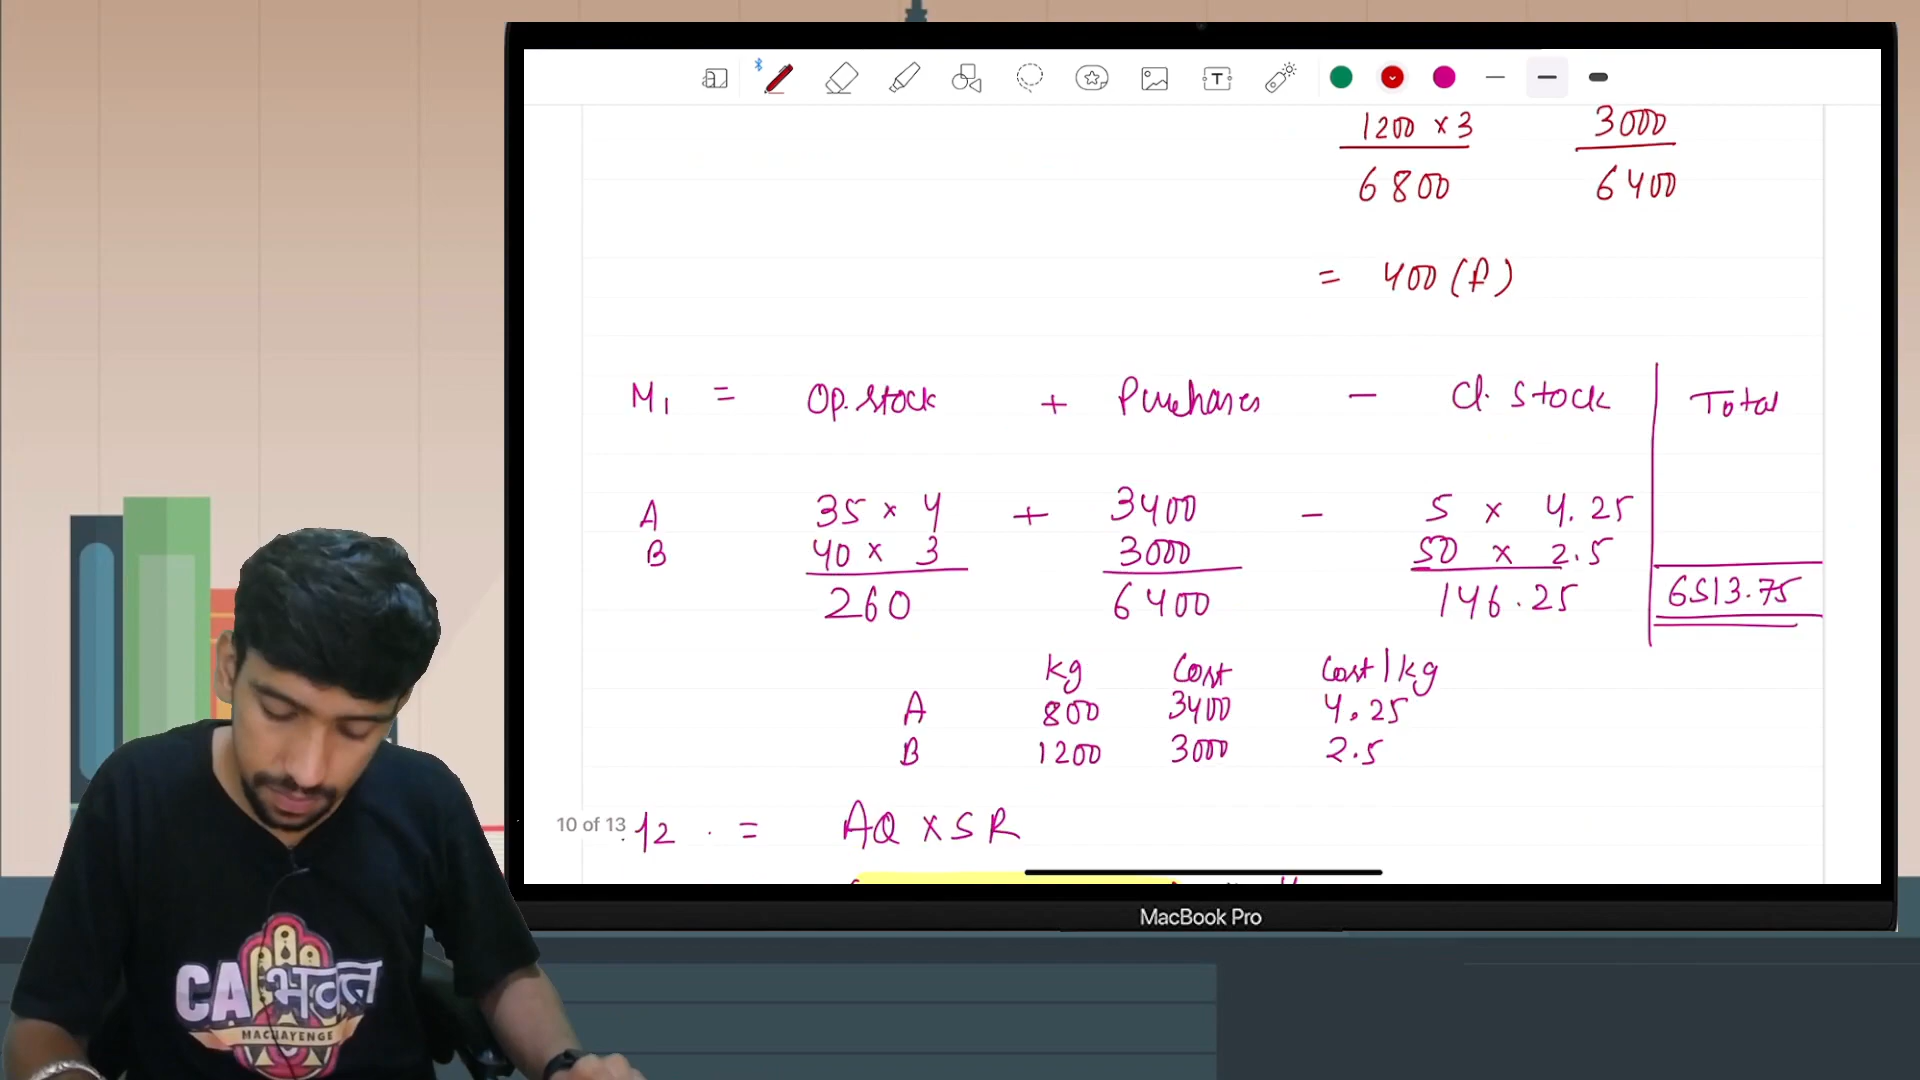 1200 × 3 3000
6800 6400
= 400 (f)
M1 = Op. stock + Purchases - Cl. Stock Total
A 35 × 4 + 3400 - 5 × 4.25
B 40 × 3 3000 50 × 2.5
260 6400 146.25 6513.75
kg Cost Cost/kg
A 800 3400 4.25
B 1200 3000 2.5
10 of 13
= AQ × SR
MacBook Pro
CA भक्त
MACHAYENGE